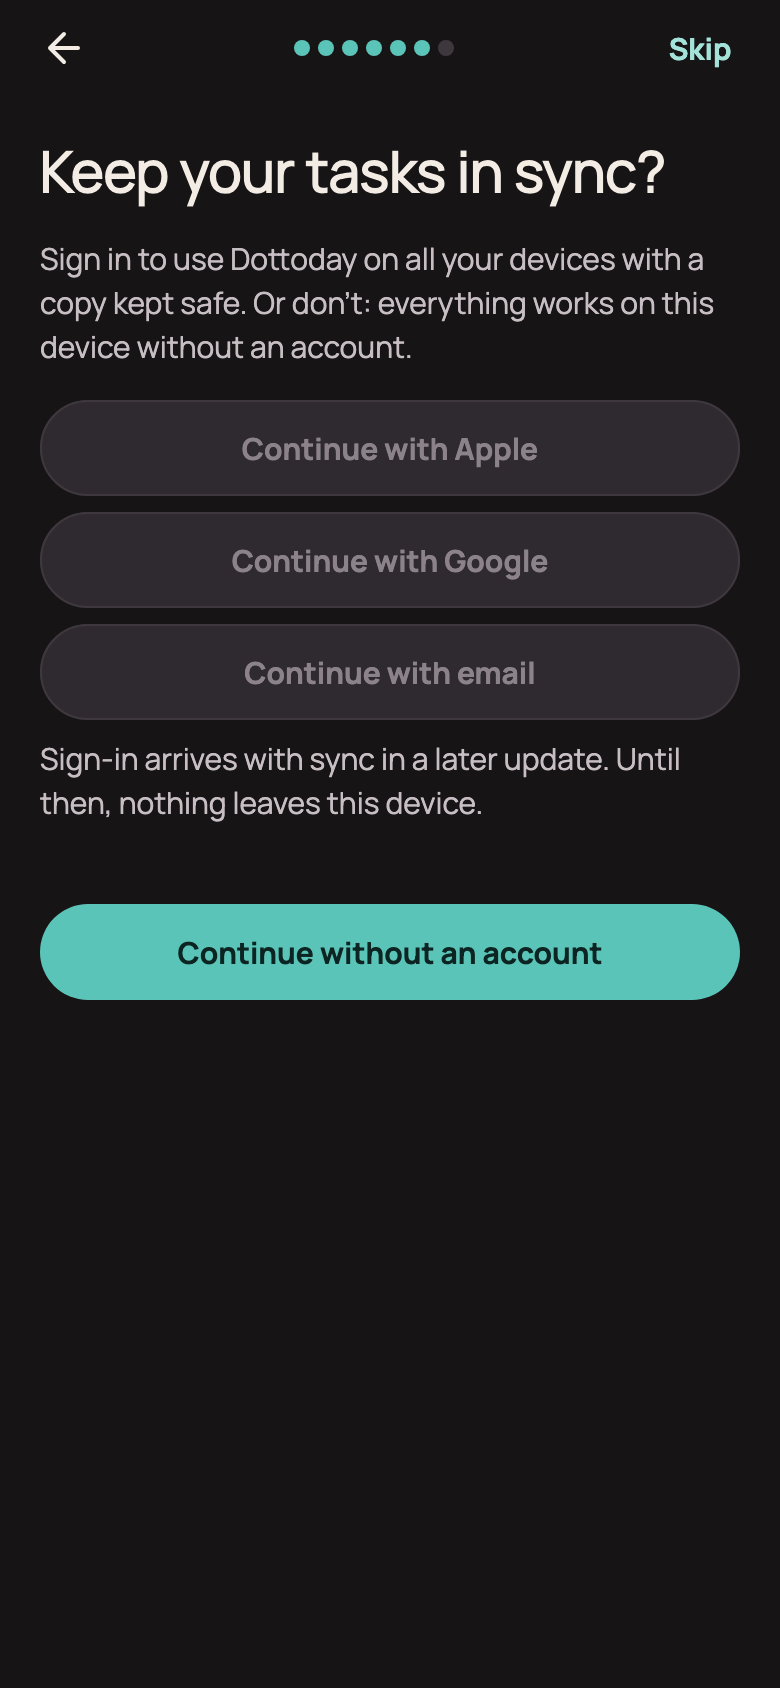 Skip
Keep your tasks in sync?
Sign in to use Dottoday on all your devices with a
copy kept safe. Or don't: everything works on this
device without an account.
Continue with Apple
Continue with Google
Continue with email
Sign-in arrives with sync in a later update. Until
then, nothing leaves this device.
Continue without an account